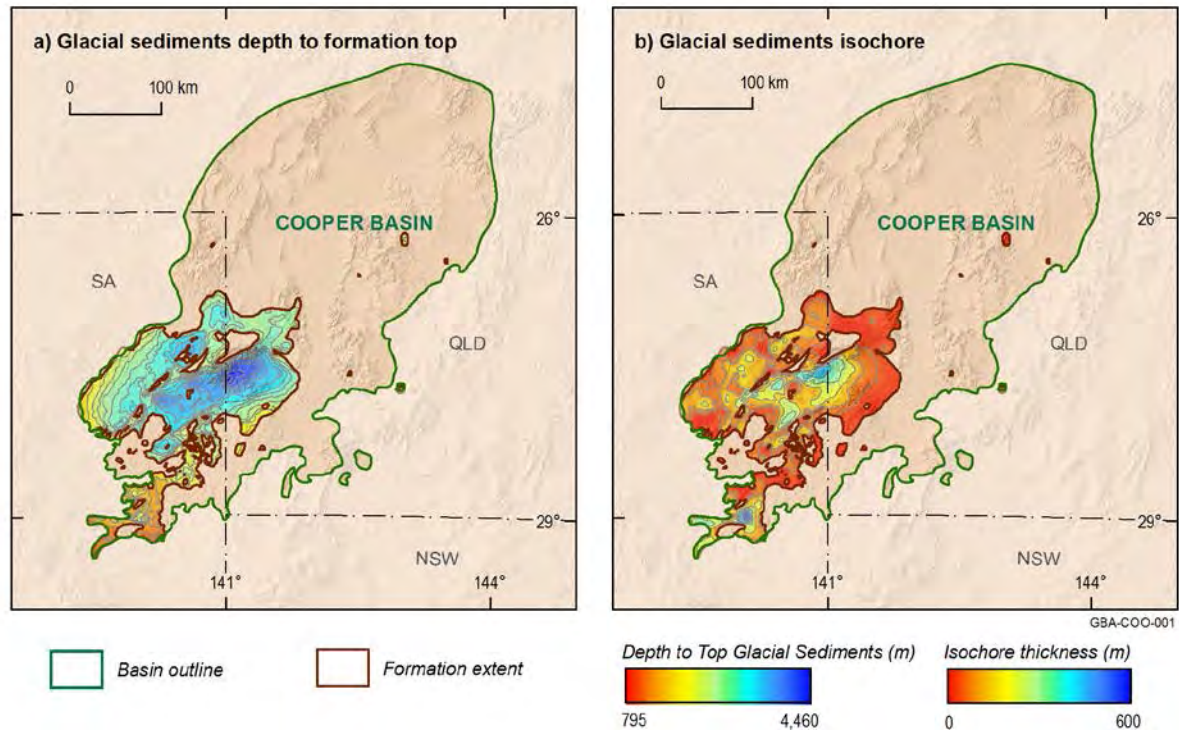 a) Glacial sediments depth to formation top
0 100 km
COOPER BASIN
26°
SA
QLD
29°
NSW
141° 144°
b) Glacial sediments isochore
0 100 km
COOPER BASIN
26°
SA
QLD
29°
NSW
141° 144°
GBA-COO-001
Basin outline
Formation extent
Depth to Top Glacial Sediments (m)
795 4,460
Isochore thickness (m)
0 600